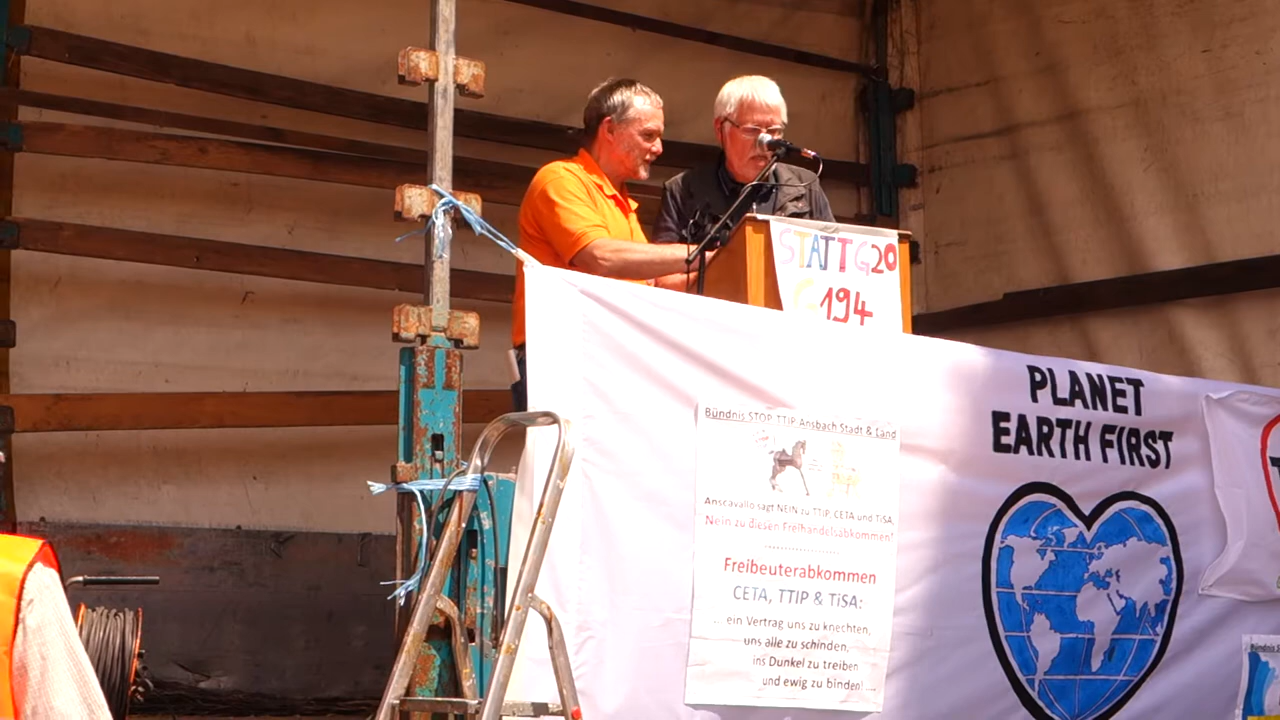 STATT G20
G194
PLANET
EARTH FIRST
Bündnis STOP TTIP Ansbach Stadt & Land
Anscavallo sagt NEIN zu TTIP, CETA und TiSA,
Nein zu diesen Freihandelsabkommen!
....................
Freibeuterabkommen
CETA, TTIP & TiSA:
... ein Vertrag uns zu knechten,
uns alle zu schinden,
ins Dunkel zu treiben
und ewig zu binden! ...
Bündnis